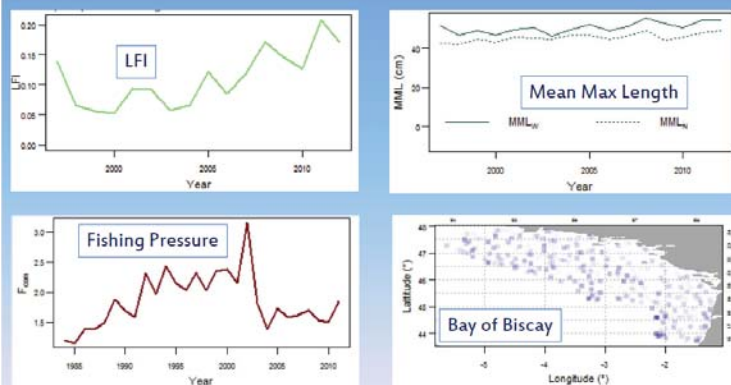 0.20
0.15
0.10
0.05
0.00
LFI
LFI
2000
2005
2010
Year
MML (cm)
40
20
0
Mean Max Length
MML_W
MML_N
2000
2005
2010
Year
3.0
2.5
2.0
1.5
Fishing Pressure
1985
1990
1995
2000
2005
2010
Year
48
47
46
45
44
Latitude (°)
Bay of Biscay
-5
-4
-3
-2
Longitude (°)